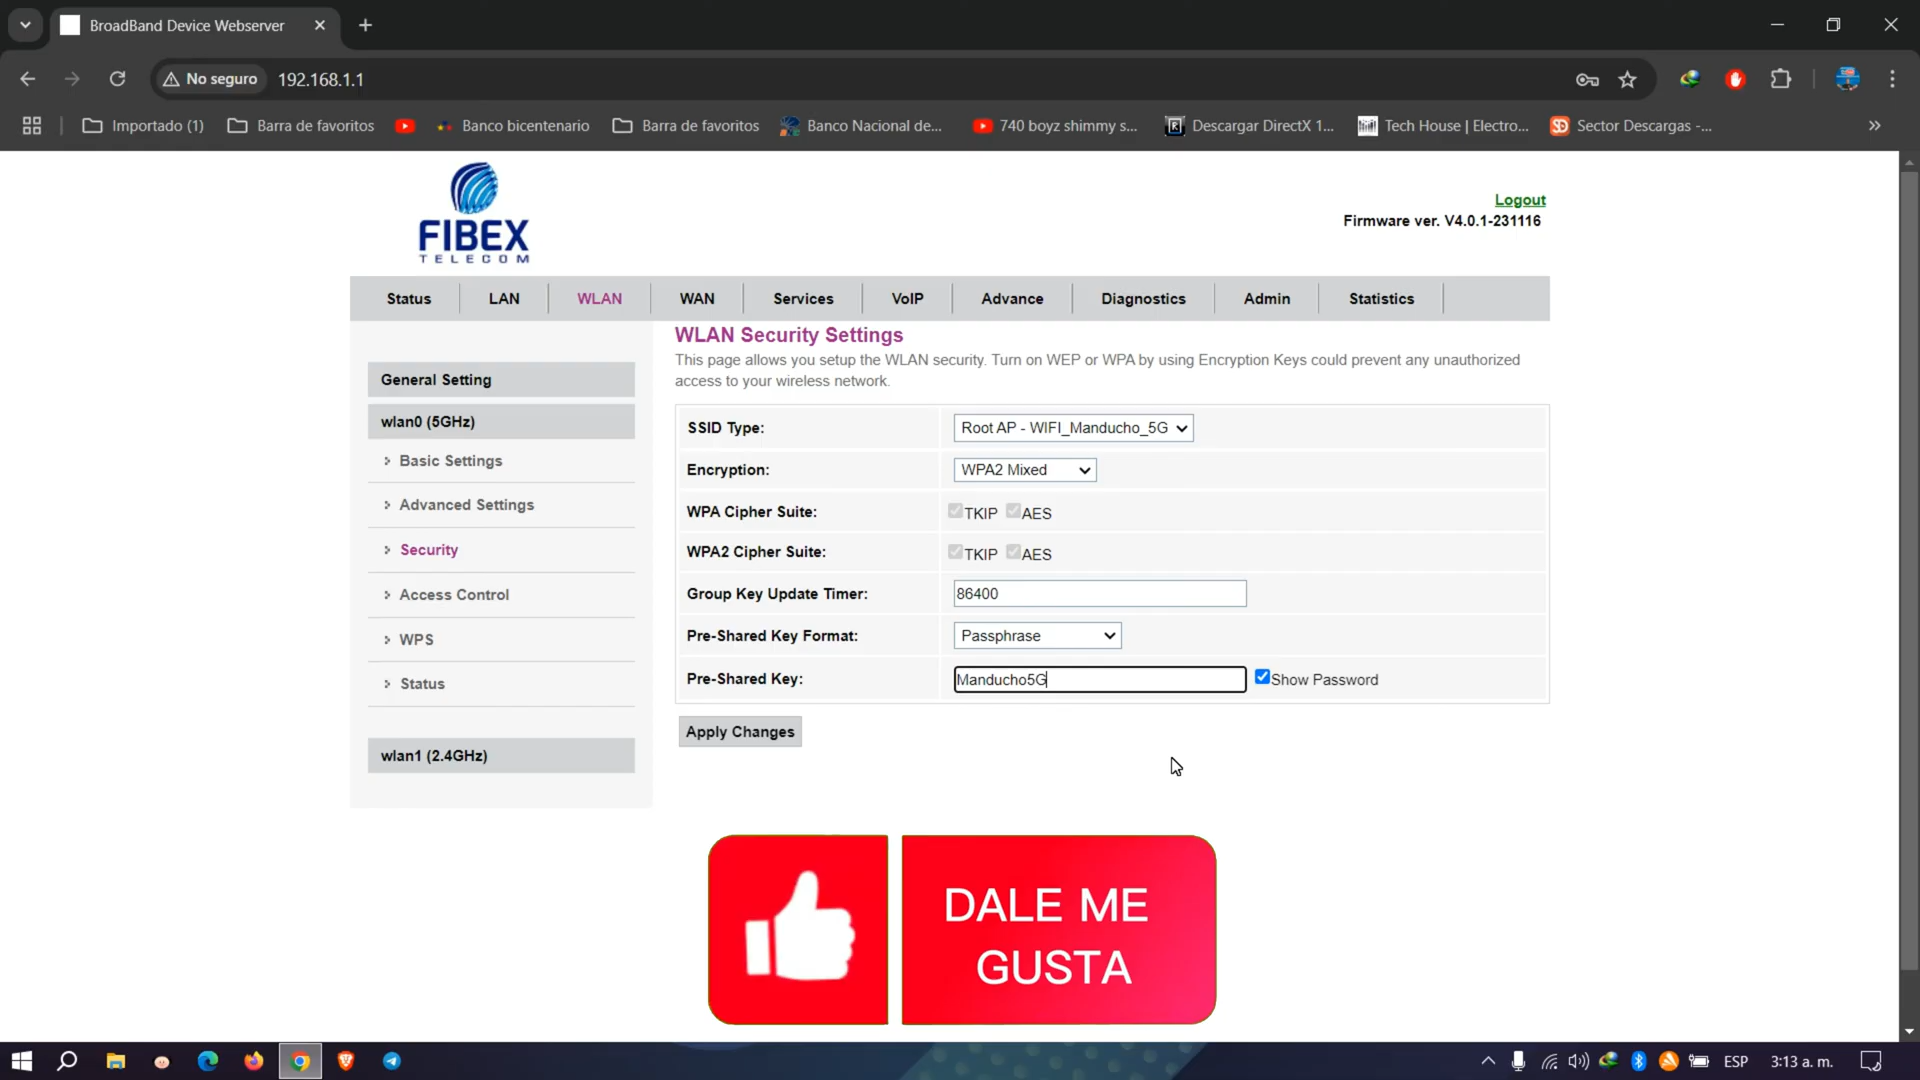 BroadBand Device Webserver
No seguro
192.168.1.1
Importado (1)
Barra de favoritos
Banco bicentenario
Barra de favoritos
Banco Nacional de...
740 boyz shimmy s...
Descargar DirectX 1...
Tech House | Electro...
Sector Descargas -...
FIBEX
TELECOM
Logout
Firmware ver. V4.0.1-231116
Status
LAN
WLAN
WAN
Services
VoIP
Advance
Diagnostics
Admin
Statistics
General Setting
wlan0 (5GHz)
Basic Settings
Advanced Settings
Security
Access Control
WPS
Status
wlan1 (2.4GHz)
WLAN Security Settings
This page allows you setup the WLAN security. Turn on WEP or WPA by using Encryption Keys could prevent any unauthorized
access to your wireless network.
SSID Type: Root AP - WIFI_Manducho_5G
Encryption: WPA2 Mixed
WPA Cipher Suite: TKIP AES
WPA2 Cipher Suite: TKIP AES
Group Key Update Timer: 86400
Pre-Shared Key Format: Passphrase
Pre-Shared Key: Manducho5G Show Password
Apply Changes
DALE ME
GUSTA
ESP
3:13 a. m.